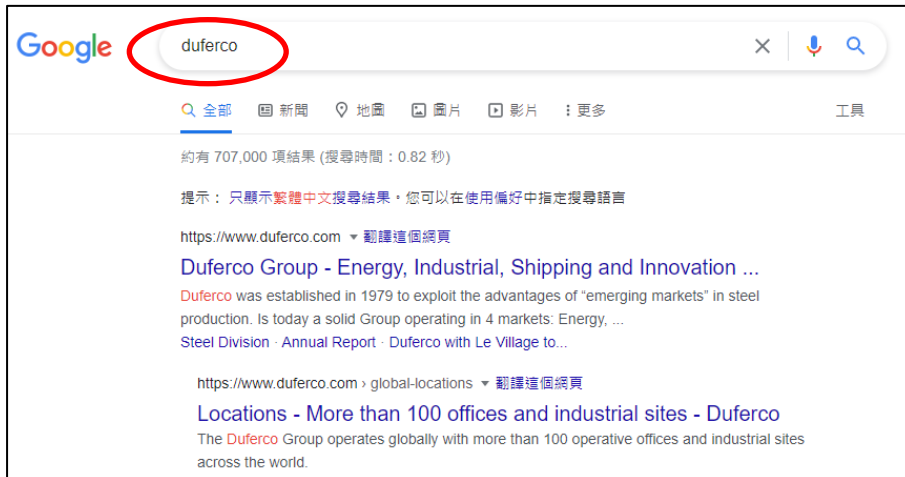 Google duferco
全部 新聞 地圖 圖片 影片 更多 工具
約有 707,000 項結果 (搜尋時間：0.82 秒)
提示： 只顯示繁體中文搜尋結果。您可以在使用偏好中指定搜尋語言
https://www.duferco.com ▼ 翻譯這個網頁
Duferco Group - Energy, Industrial, Shipping and Innovation ...
Duferco was established in 1979 to exploit the advantages of “emerging markets” in steel
production. Is today a solid Group operating in 4 markets: Energy, ...
Steel Division · Annual Report · Duferco with Le Village to...
https://www.duferco.com › global-locations ▼ 翻譯這個網頁
Locations - More than 100 offices and industrial sites - Duferco
The Duferco Group operates globally with more than 100 operative offices and industrial sites
across the world.